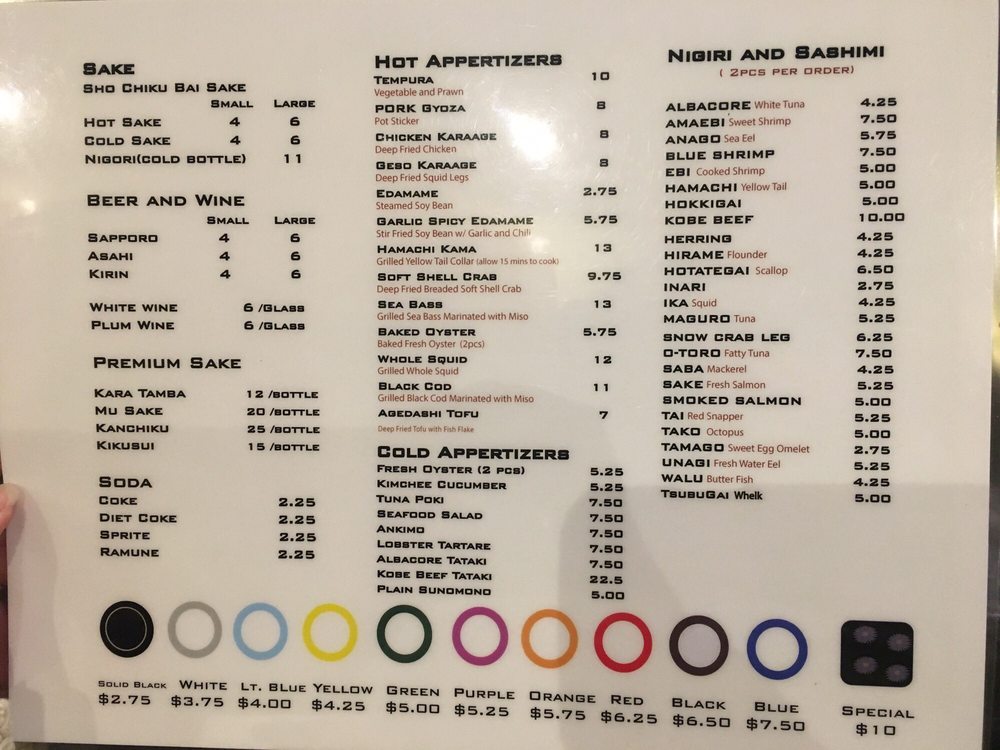 SAKE
SHO CHIKU BAI SAKE
SMALL LARGE
HOT SAKE 4 6
COLD SAKE 4 6
NIGORI(COLD BOTTLE) 11
BEER AND WINE
SMALL LARGE
SAPPORO 4 6
ASAHI 4 6
KIRIN 4 6
WHITE WINE 6 /GLASS
PLUM WINE 6 /GLASS
PREMIUM SAKE
KARA TAMBA 12 /BOTTLE
MU SAKE 20 /BOTTLE
KANCHIKU 25 /BOTTLE
KIKUSUI 15 /BOTTLE
SODA
COKE 2.25
DIET COKE 2.25
SPRITE 2.25
RAMUNE 2.25
HOT APPERTIZERS
TEMPURA 10
Vegetable and Prawn
PORK GYOZA 8
Pot Sticker
CHICKEN KARAAGE 8
Deep Fried Chicken
GESO KARAAGE 8
Deep Fried Squid Legs
EDAMAME 2.75
Steamed Soy Bean
GARLIC SPICY EDAMAME 5.75
Stir Fried Soy Bean w/ Garlic and Chili
HAMACHI KAMA 13
Grilled Yellow Tail Collar (allow 15 mins to cook)
SOFT SHELL CRAB 9.75
Deep Fried Breaded Soft Shell Crab
SEA BASS 13
Grilled Sea Bass Marinated with Miso
BAKED OYSTER 5.75
Baked Fresh Oyster (2pcs)
WHOLE SQUID 12
Grilled Whole Squid
BLACK COD 11
Grilled Black Cod Marinated with Miso
AGEDASHI TOFU 7
Deep Fried Tofu with Fish Flake
COLD APPERTIZERS
FRESH OYSTER (2 PCS) 5.25
KIMCHEE CUCUMBER 5.25
TUNA POKI 7.50
SEAFOOD SALAD 7.50
ANKIMO 7.50
LOBSTER TARTARE 7.50
ALBACORE TATAKI 7.50
KOBE BEEF TATAKI 22.5
PLAIN SUNOMONO 5.00
NIGIRI AND SASHIMI
( 2PCS PER ORDER)
ALBACORE White Tuna 4.25
AMAEBI Sweet Shrimp 7.50
ANAGO Sea Eel 5.75
BLUE SHRIMP 7.50
EBI Cooked Shrimp 5.00
HAMACHI Yellow Tail 5.00
HOKKIGAI 5.00
KOBE BEEF 10.00
HERRING 4.25
HIRAME Flounder 4.25
HOTATEGAI Scallop 6.50
INARI 2.75
IKA Squid 4.25
MAGURO Tuna 5.25
SNOW CRAB LEG 6.25
O-TORO Fatty Tuna 7.50
SABA Mackerel 4.25
SAKE Fresh Salmon 5.25
SMOKED SALMON 5.00
TAI Red Snapper 5.25
TAKO Octopus 5.00
TAMAGO Sweet Egg Omelet 2.75
UNAGI Fresh Water Eel 5.25
WALU Butter Fish 4.25
TSUBUGAI Whelk 5.00
SOLID BLACK WHITE LT. BLUE YELLOW GREEN PURPLE ORANGE RED BLACK BLUE SPECIAL
$2.75 $3.75 $4.00 $4.25 $5.00 $5.25 $5.75 $6.25 $6.50 $7.50 $10